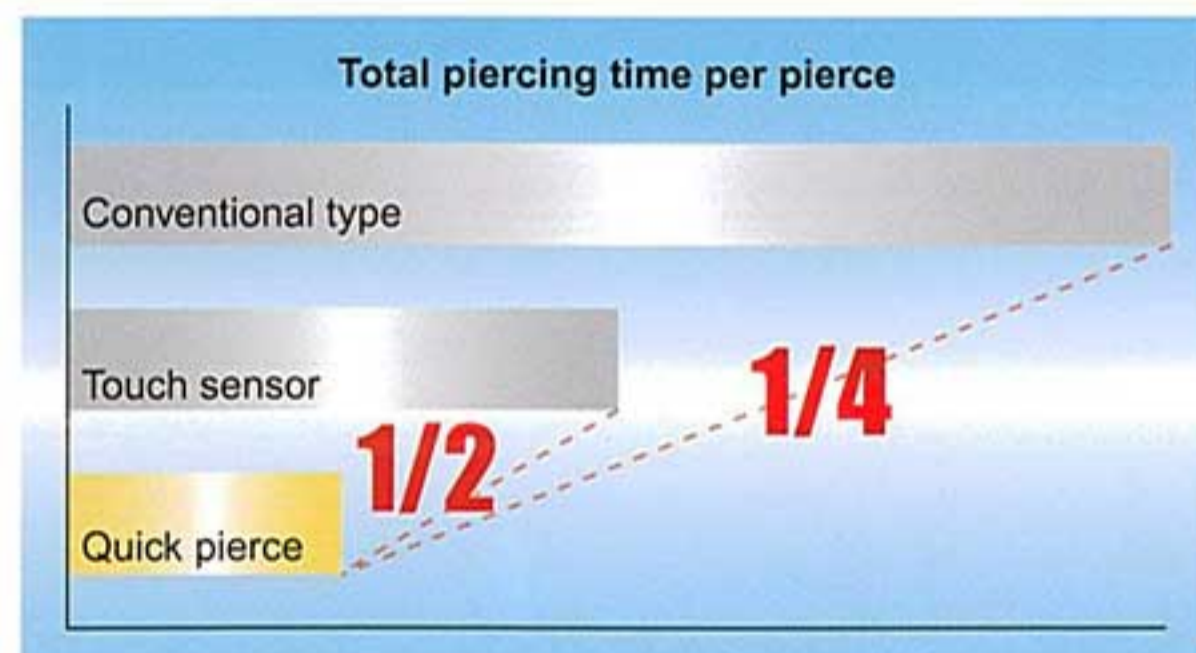 Total piercing time per pierce
Conventional type
Touch sensor
1/4
1/2
Quick pierce